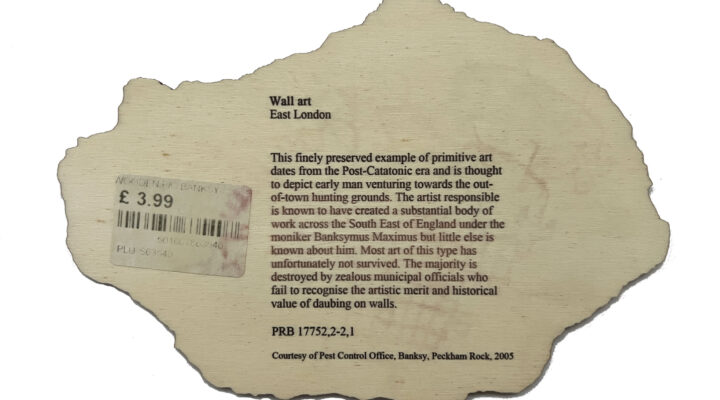 Wall art
East London
This finely preserved example of primitive art
dates from the Post-Catatonic era and is thought
to depict early man venturing towards the out-
of-town hunting grounds. The artist responsible
is known to have created a substantial body of
work across the South East of England under the
moniker Banksymus Maximus but little else is
known about him. Most art of this type has
unfortunately not survived. The majority is
destroyed by zealous municipal officials who
fail to recognise the artistic merit and historical
value of daubing on walls.
PRB 17752,2-2,1
Courtesy of Pest Control Office, Banksy, Peckham Rock, 2005
BANKSY
£ 3.99